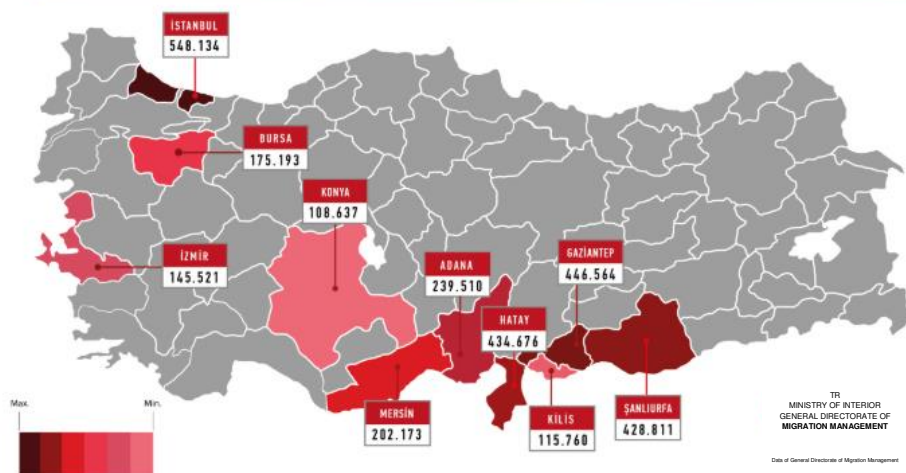 İSTANBUL
548.134
BURSA
175.193
KONYA
108.637
İZMİR
145.521
ADANA
239.510
GAZİANTEP
446.564
HATAY
434.676
MERSİN
202.173
KİLİS
115.760
ŞANLIURFA
428.811
Max.
Min.
TR
MINISTRY OF INTERIOR
GENERAL DIRECTORATE OF
MIGRATION MANAGEMENT
Data of General Directorate of Migration Management